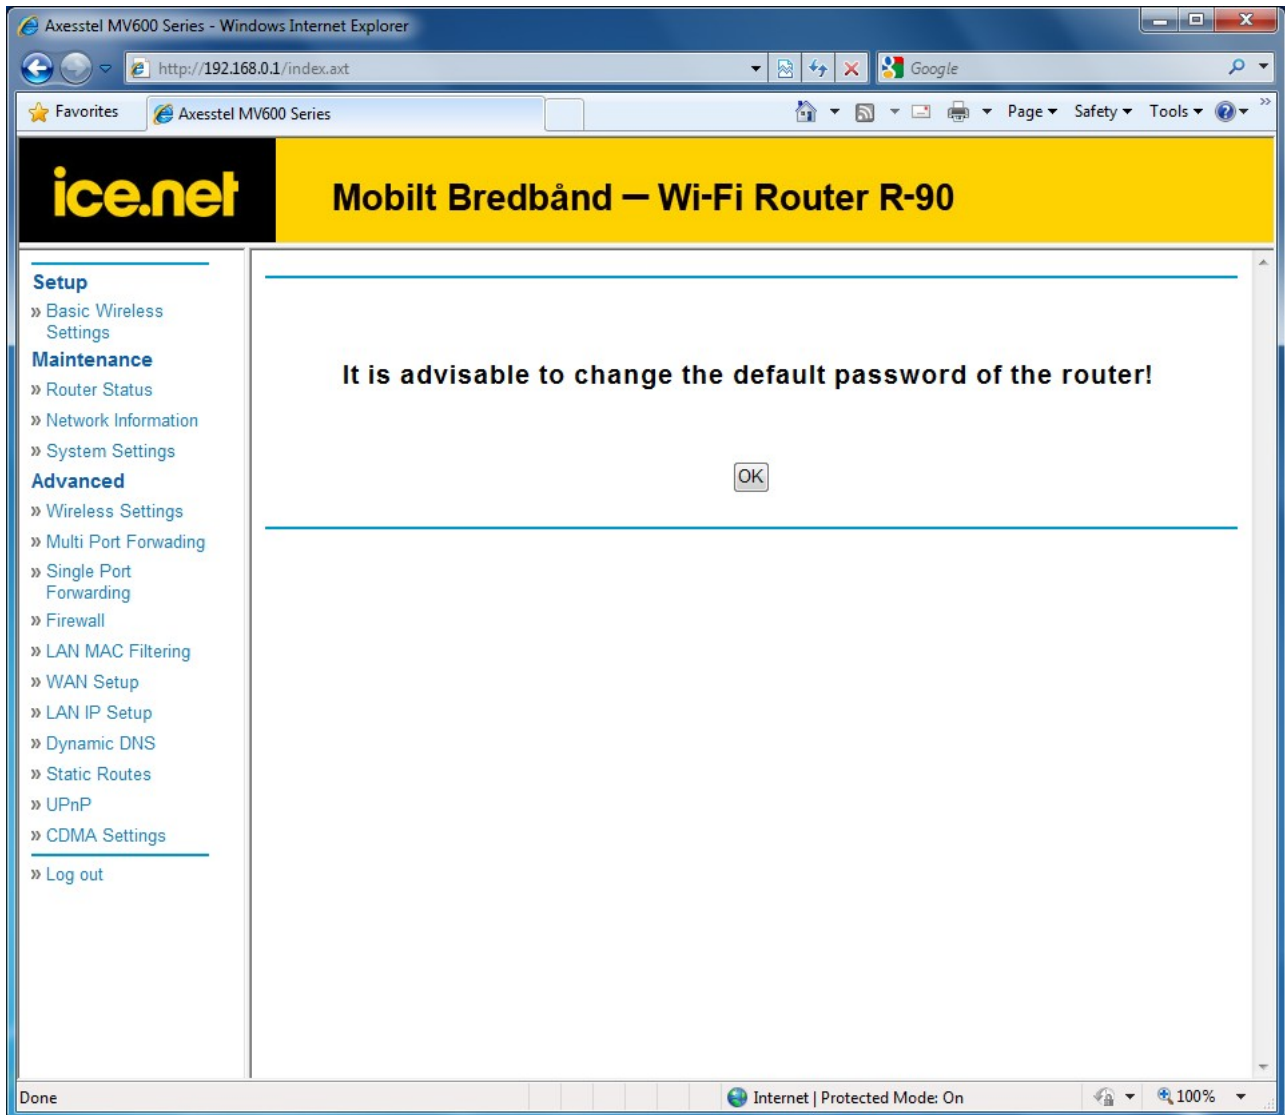 Axesstel MV600 Series - Windows Internet Explorer
http://192.168.0.1/index.axt
Google
Favorites
Axesstel MV600 Series
Page
Safety
Tools
ice.net
Mobilt Bredbånd – Wi-Fi Router R-90
Setup
» Basic Wireless
Settings
Maintenance
» Router Status
» Network Information
» System Settings
Advanced
» Wireless Settings
» Multi Port Forwading
» Single Port
Forwarding
» Firewall
» LAN MAC Filtering
» WAN Setup
» LAN IP Setup
» Dynamic DNS
» Static Routes
» UPnP
» CDMA Settings
» Log out
It is advisable to change the default password of the router!
OK
Done
Internet | Protected Mode: On
100%